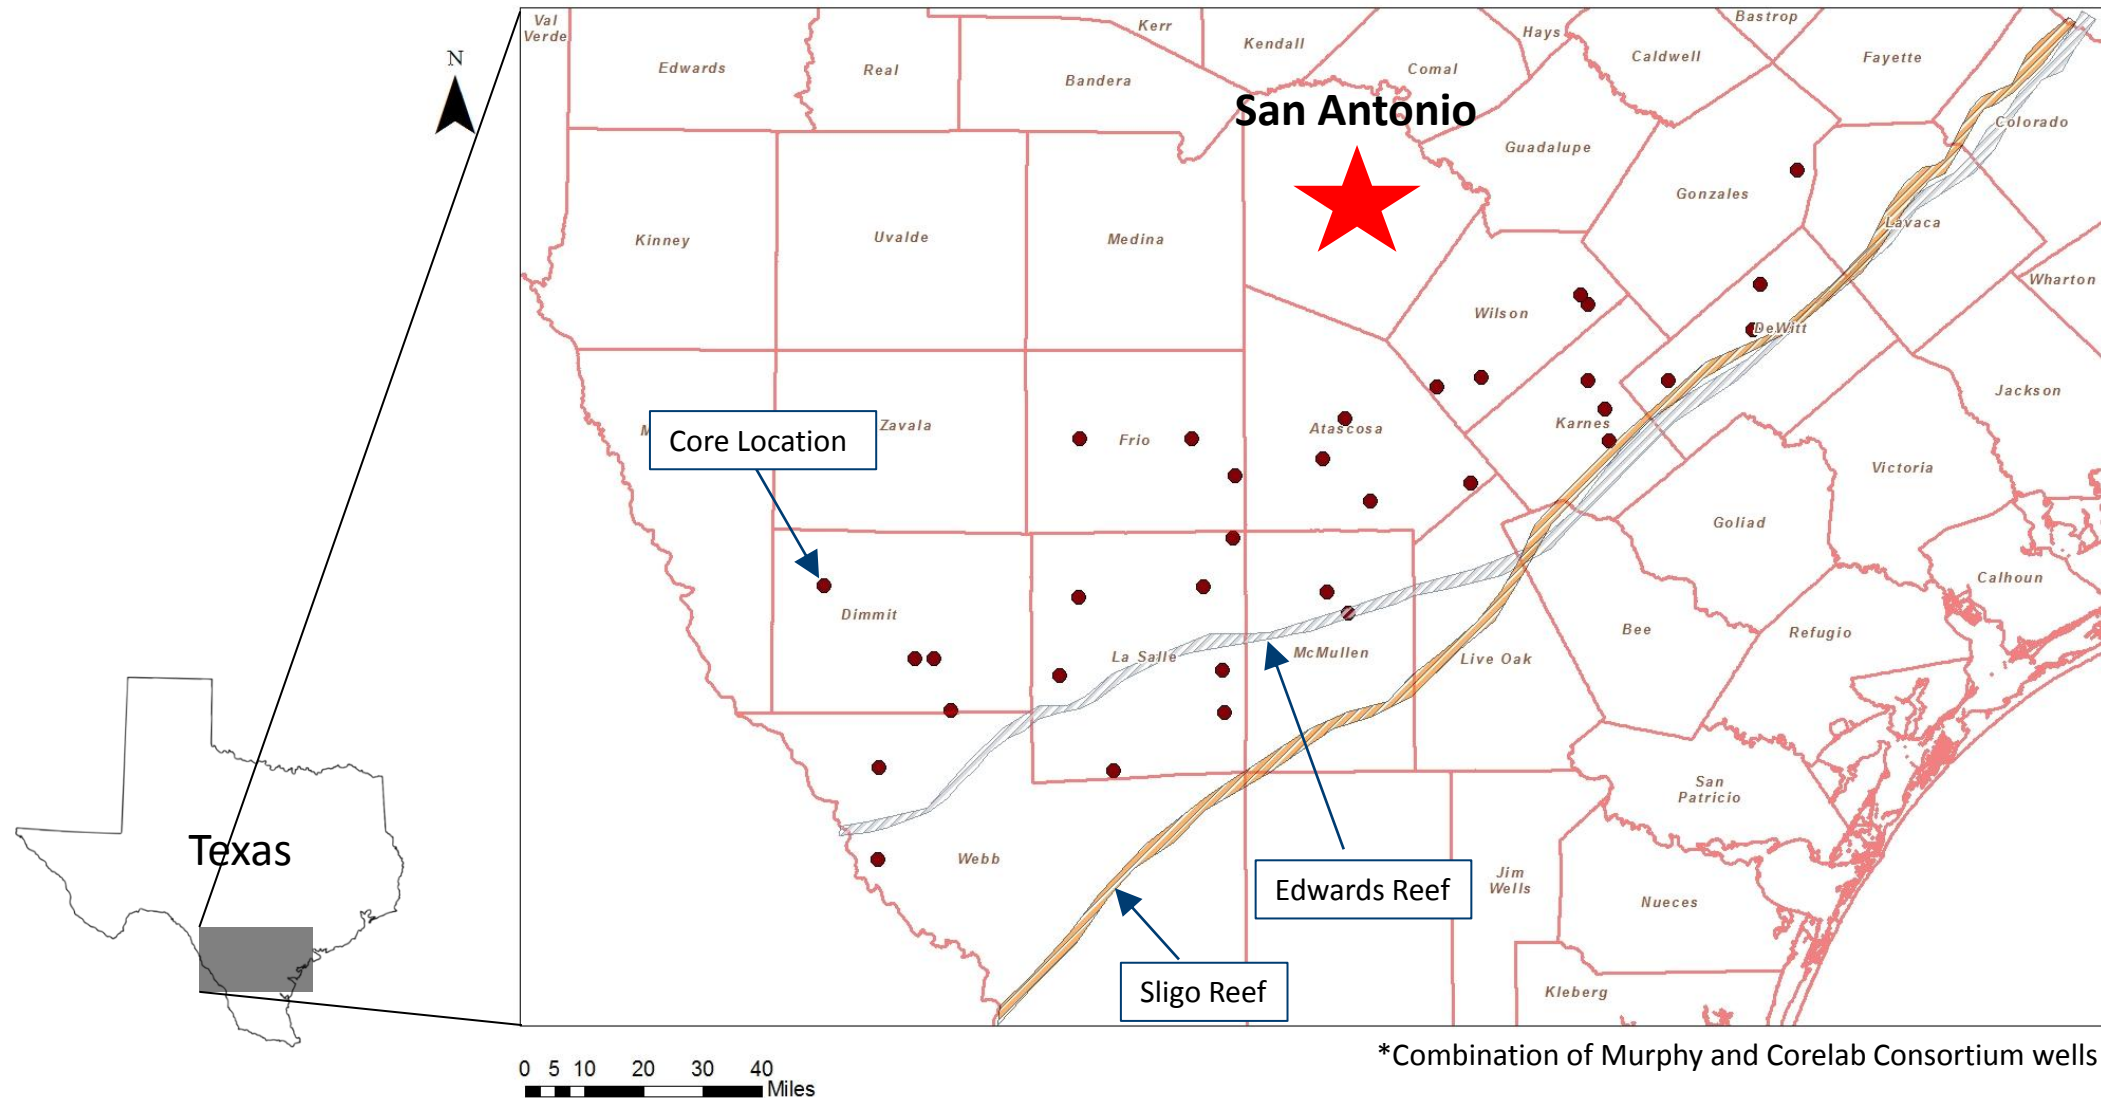 Val
Verde
Edwards
Real
Kerr
Bandera
Kendall
Comal
Hays
Caldwell
Bastrop
Fayette
Colorado
N
San Antonio
Guadalupe
Gonzales
Lavaca
Kinney
Uvalde
Medina
Wilson
Wharton
DeWitt
Jackson
M
Zavala
Core Location
Frio
Atascosa
Karnes
Victoria
Goliad
Calhoun
Dimmit
La Salle
McMullen
Live Oak
Bee
Refugio
San
Patricio
Texas
Webb
Edwards Reef
Jim
Wells
Nueces
Sligo Reef
Kleberg
*Combination of Murphy and Corelab Consortium wells
0 5 10 20 30 40
Miles